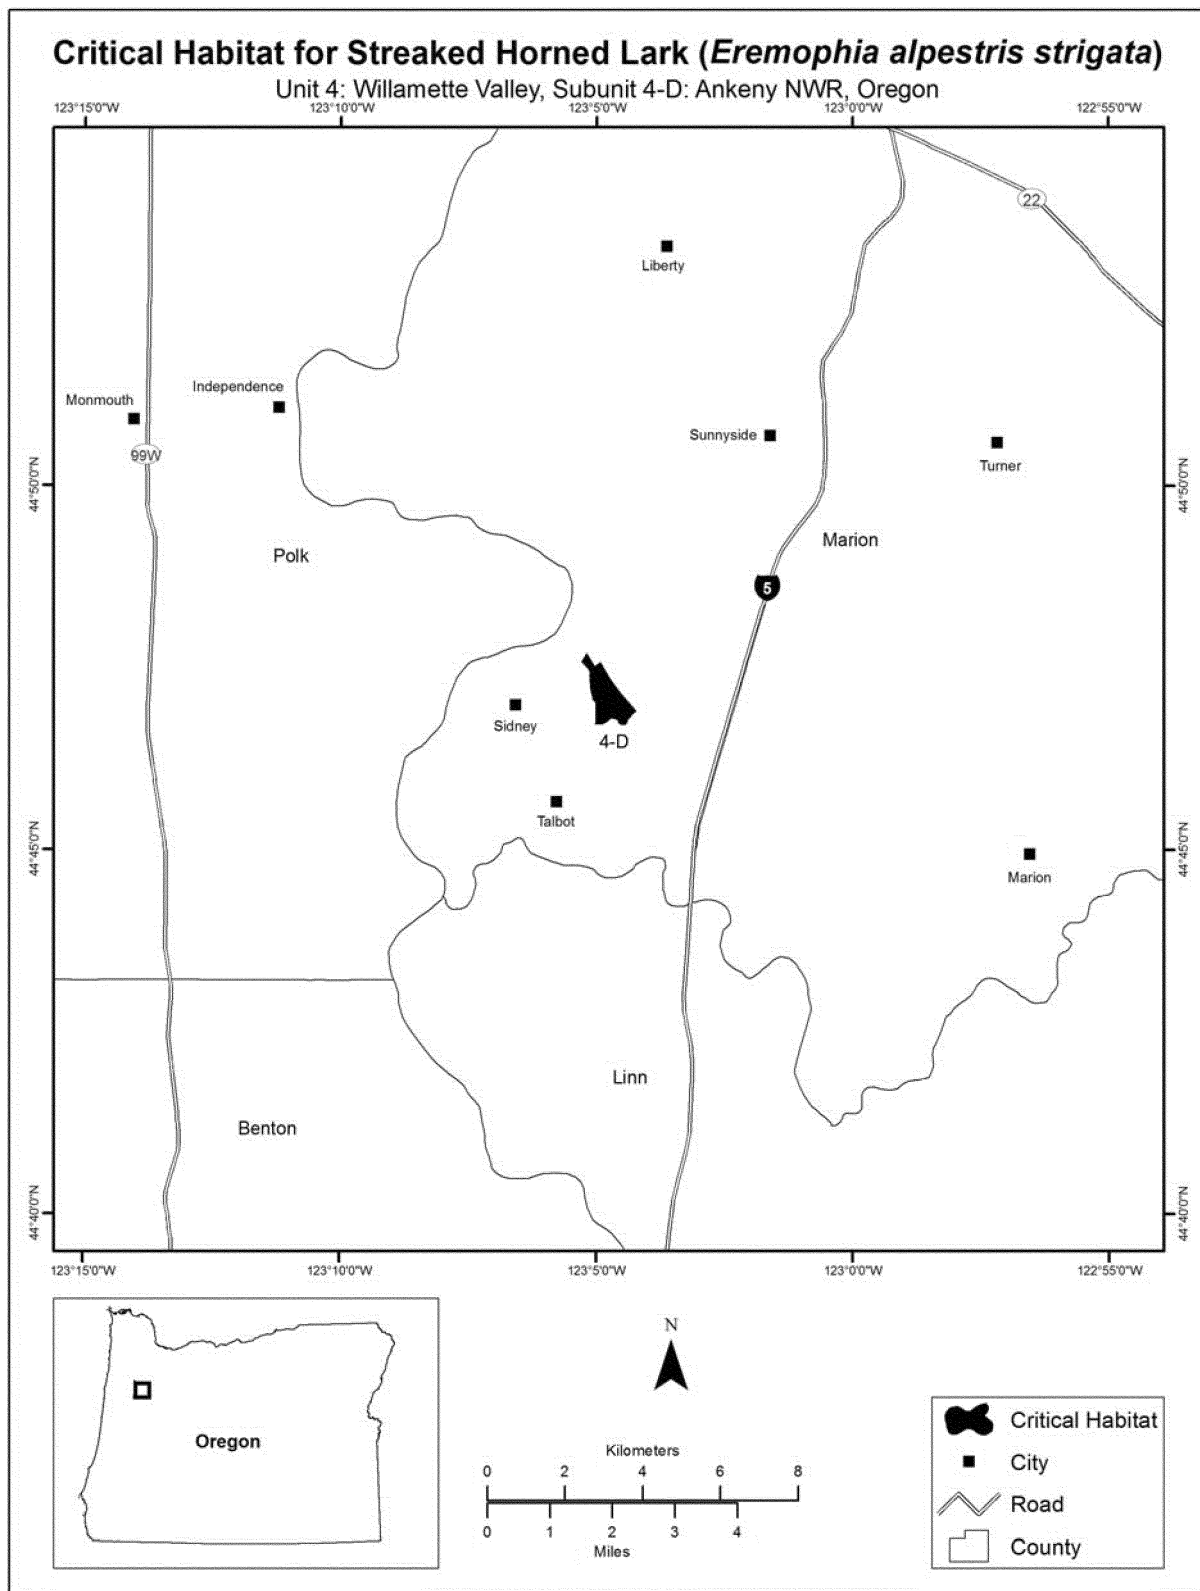 Critical Habitat for Streaked Horned Lark (Eremophia alpestris strigata)
Unit 4: Willamette Valley, Subunit 4-D: Ankeny NWR, Oregon
123°15'0"W 123°10'0"W 123°5'0"W 123°0'0"W 122°55'0"W
22
Liberty
Independence
Monmouth
99W
Sunnyside
Turner
44°50'0"N 44°50'0"N
Polk
Marion
5
Sidney
4-D
Talbot
44°45'0"N 44°45'0"N
Marion
Linn
Benton
44°40'0"N 44°40'0"N
123°15'0"W 123°10'0"W 123°5'0"W 123°0'0"W 122°55'0"W
Oregon
N
Kilometers
0 2 4 6 8
0 1 2 3 4
Miles
Critical Habitat
City
Road
County